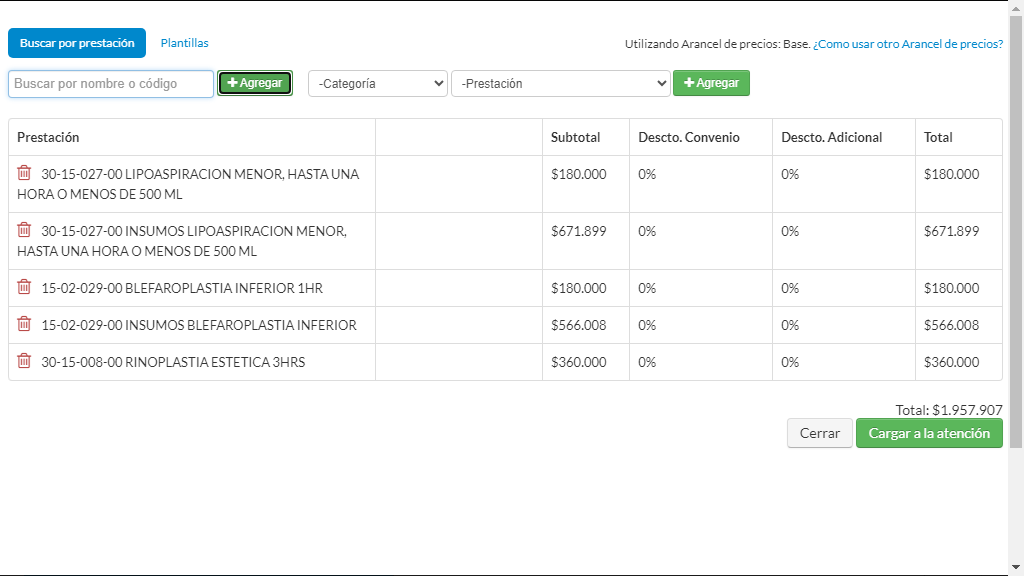 Buscar por prestación Plantillas Utilizando Arancel de precios: Base. ¿Como usar otro Arancel de precios?
Buscar por nombre o código Agregar -Categoría -Prestación Agregar
Prestación Subtotal Descto. Convenio Descto. Adicional Total
30-15-027-00 LIPOASPIRACION MENOR, HASTA UNA $180.000 0% 0% $180.000
HORA O MENOS DE 500 ML
30-15-027-00 INSUMOS LIPOASPIRACION MENOR, $671.899 0% 0% $671.899
HASTA UNA HORA O MENOS DE 500 ML
15-02-029-00 BLEFAROPLASTIA INFERIOR 1HR $180.000 0% 0% $180.000
15-02-029-00 INSUMOS BLEFAROPLASTIA INFERIOR $566.008 0% 0% $566.008
30-15-008-00 RINOPLASTIA ESTETICA 3HRS $360.000 0% 0% $360.000
Total: $1.957.907
Cerrar Cargar a la atención